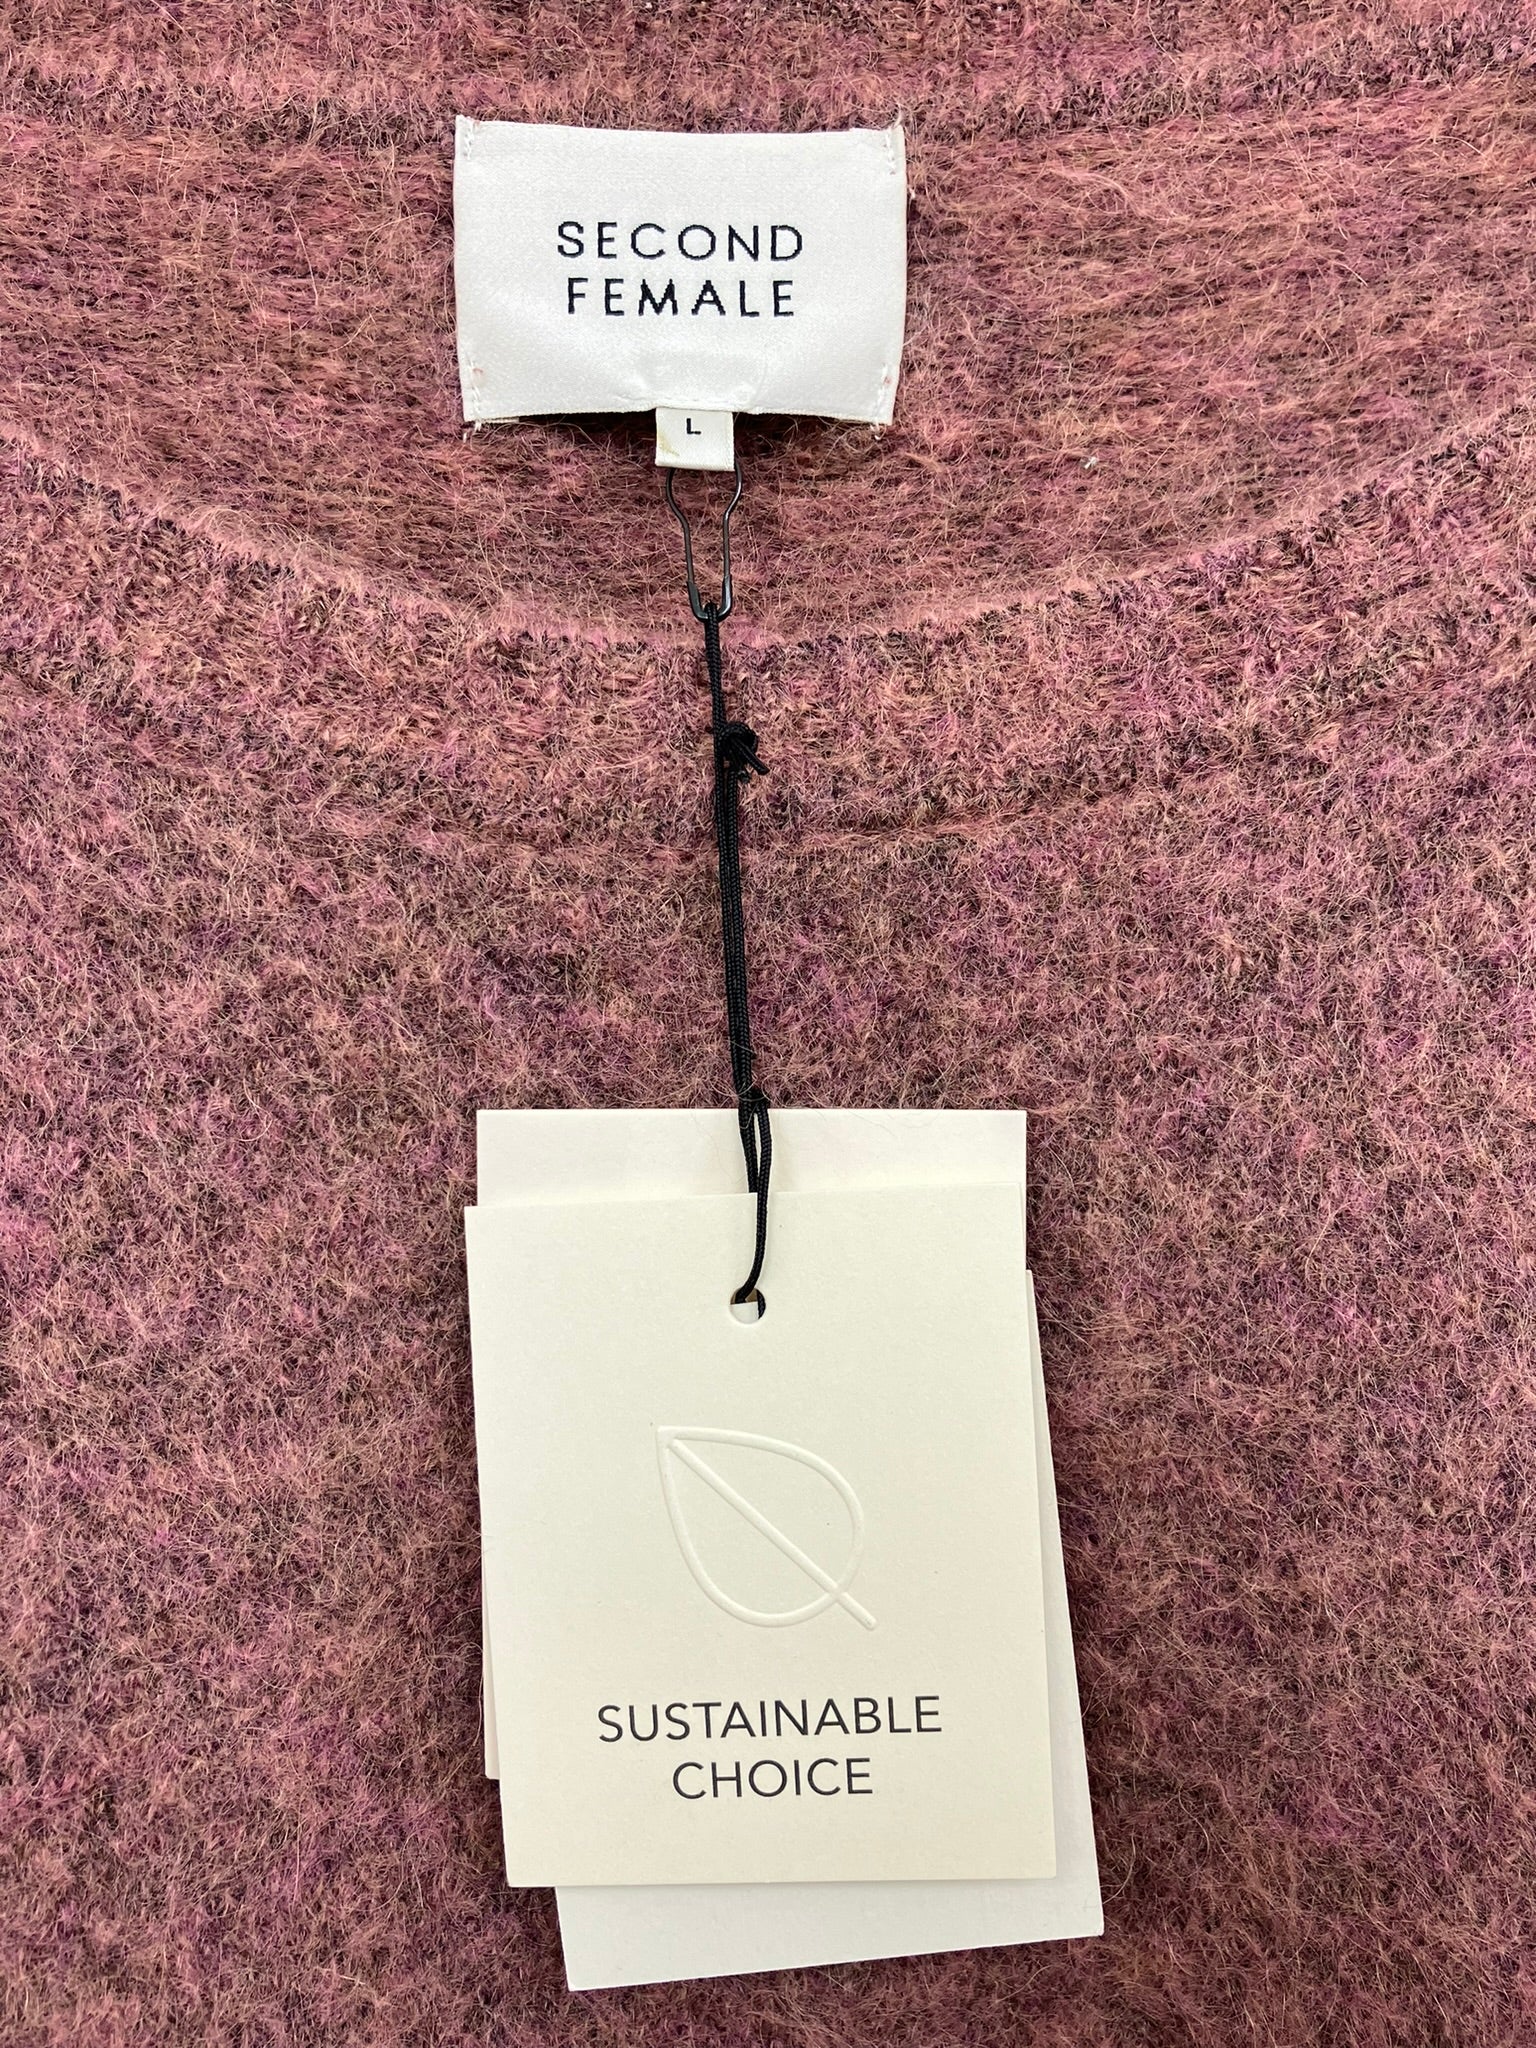 SECOND
FEMALE
L
SUSTAINABLE
CHOICE